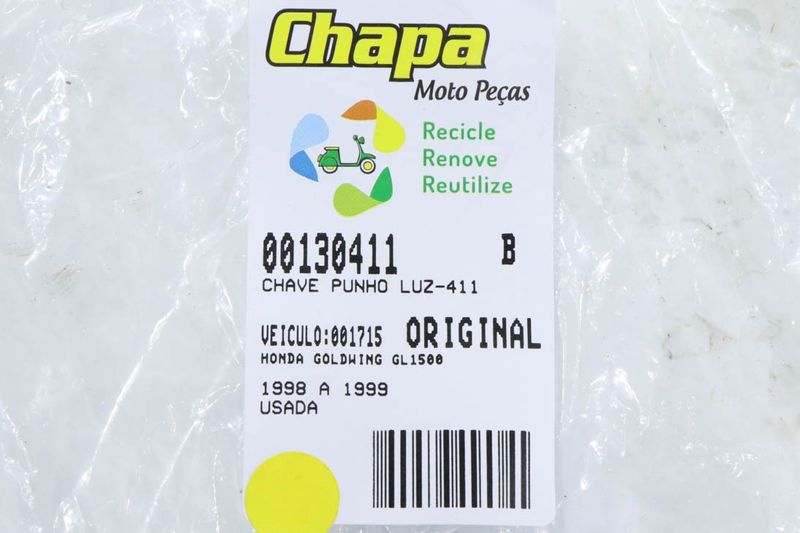 Chapa
Moto Peças
Recicle
Renove
Reutilize
00130411 B
CHAVE PUNHO LUZ-411
VEICULO:001715 ORIGINAL
HONDA GOLDWING GL1500
1998 A 1999
USADA